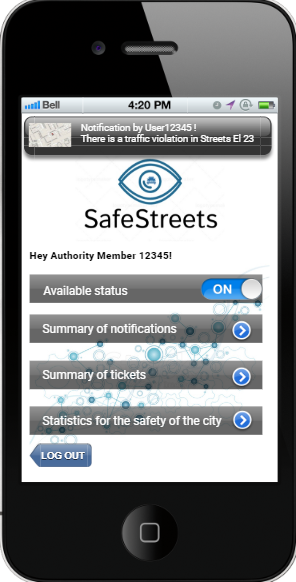 Bell
4:20 PM
Notification by User12345 !
There is a traffic violation in Streets El 23
SafeStreets
Hey Authority Member 12345!
Available status
ON
Summary of notifications
Summary of tickets
Statistics for the safety of the city
LOG OUT